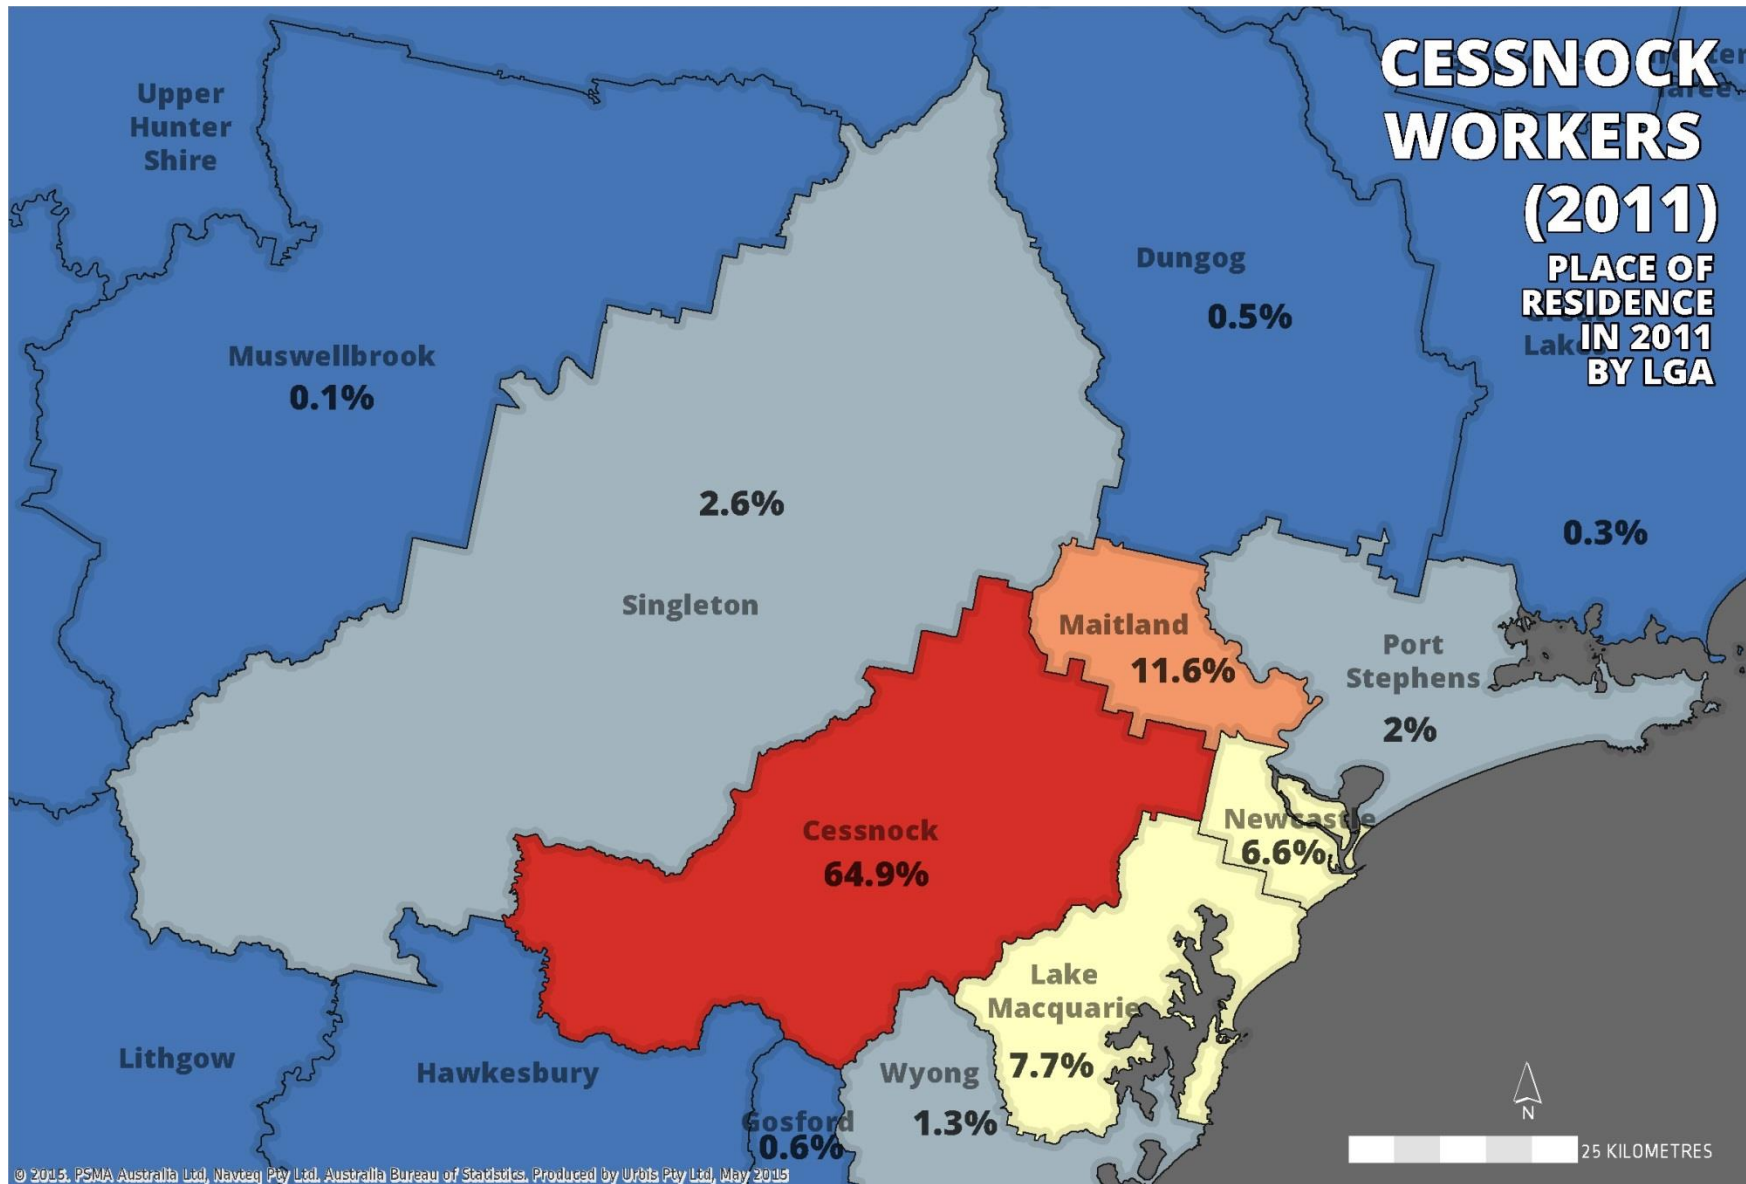 CESSNOCK
WORKERS
(2011)
PLACE OF
RESIDENCE
IN 2011
BY LGA
Upper
Hunter
Shire
Muswellbrook
0.1%
Dungog
0.5%
Lakes
0.3%
2.6%
Singleton
Maitland
11.6%
Port
Stephens
2%
Cessnock
64.9%
Newcastle
6.6%
Lake
Macquarie
7.7%
Lithgow
Hawkesbury
Gosford
0.6%
Wyong
1.3%
N
25 KILOMETRES
© 2015. PSMA Australia Ltd, Navteq Pty Ltd. Australia Bureau of Statistics. Produced by Urbis Pty Ltd, May 2015